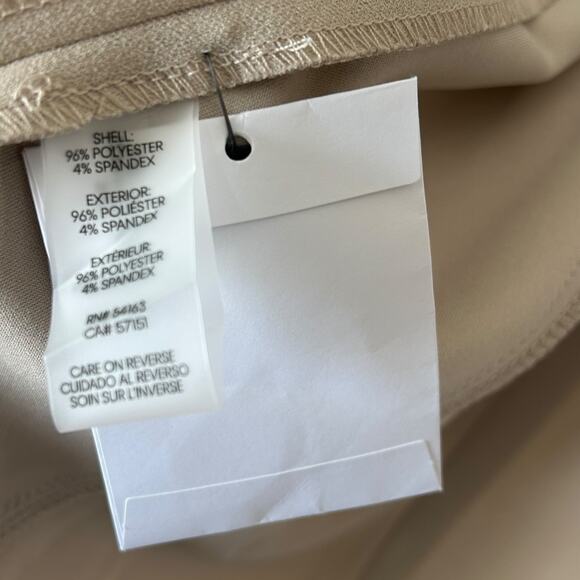 SHELL:
96% POLYESTER
4% SPANDEX
EXTERIOR:
96% POLIÉSTER
4% SPANDEX
EXTÉRIEUR:
96% POLYESTER
4% SPANDEX
RN# 54163
CA# 57151
CARE ON REVERSE
CUIDADO AL REVERSO
SOIN SUR L'INVERSE